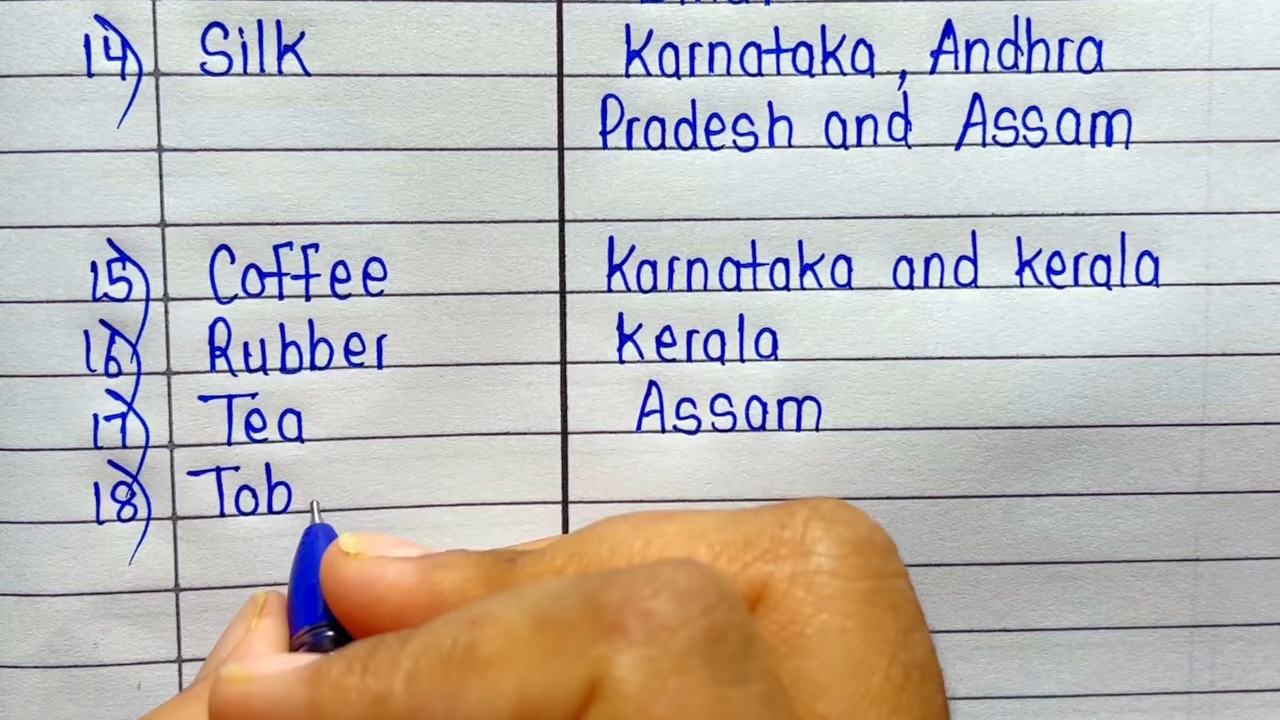 14) Silk Karnataka, Andhra
Pradesh and Assam
15) Coffee Karnataka and Kerala
16) Rubber Kerala
17) Tea Assam
18) Tob